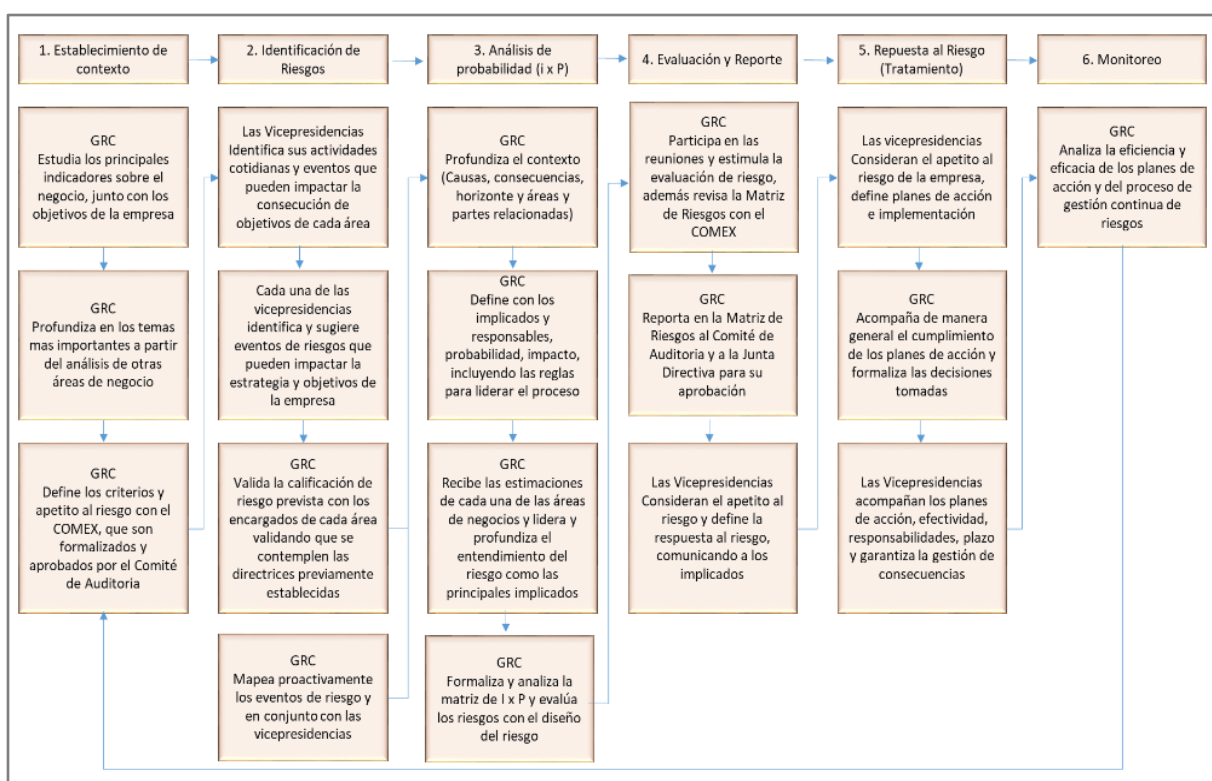 1. Establecimiento de
contexto
2. Identificación de
Riesgos
3. Análisis de
probabilidad (i x P)
4. Evaluación y Reporte
5. Repuesta al Riesgo
(Tratamiento)
6. Monitoreo
GRC
Estudia los principales
indicadores sobre el
negocio, junto con los
objetivos de la empresa
GRC
Profundiza en los temas
mas importantes a partir
del análisis de otras
áreas de negocio
GRC
Define los criterios y
apetito al riesgo con el
COMEX, que son
formalizados y
aprobados por el Comité
de Auditoria
Las Vicepresidencias
Identifica sus actividades
cotidianas y eventos que
pueden impactar la
consecución de
objetivos de cada área
Cada una de las
vicepresidencias
identifica y sugiere
eventos de riesgos que
pueden impactar la
estrategia y objetivos de
la empresa
GRC
Valida la calificación de
riesgo prevista con los
encargados de cada área
validando que se
contemplen las
directrices previamente
establecidas
GRC
Mapea proactivamente
los eventos de riesgo y
en conjunto con las
vicepresidencias
GRC
Profundiza el contexto
(Causas, consecuencias,
horizonte y áreas y
partes relacionadas)
GRC
Define con los
implicados y
responsables,
probabilidad, impacto,
incluyendo las reglas
para liderar el proceso
GRC
Recibe las estimaciones
de cada una de las áreas
de negocios y lidera y
profundiza el
entendimiento del
riesgo como las
principales implicados
GRC
Formaliza y analiza la
matriz de I x P y evalúa
los riesgos con el diseño
del riesgo
GRC
Participa en las
reuniones y estimula la
evaluación de riesgo,
además revisa la Matriz
de Riesgos con el
COMEX
GRC
Reporta en la Matriz de
Riesgos al Comité de
Auditoria y a la Junta
Directiva para su
aprobación
Las Vicepresidencias
Consideran el apetito al
riesgo y define la
respuesta al riesgo,
comunicando a los
implicados
Las vicepresidencias
Consideran el apetito al
riesgo de la empresa,
define planes de acción
e implementación
GRC
Acompaña de manera
general el cumplimiento
de los planes de acción y
formaliza las decisiones
tomadas
Las Vicepresidencias
acompañan los planes
de acción, efectividad,
responsabilidades, plazo
y garantiza la gestión de
consecuencias
GRC
Analiza la eficiencia y
eficacia de los planes de
acción y del proceso de
gestión continua de
riesgos